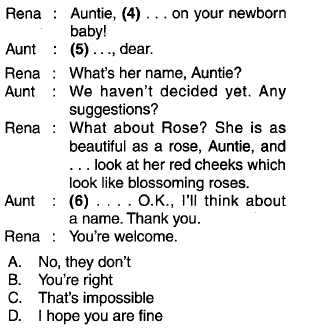 Rena : Auntie, (4) . . . on your newborn
baby!
Aunt : (5) . . ., dear.
Rena : What's her name, Auntie?
Aunt : We haven't decided yet. Any
suggestions?
Rena : What about Rose? She is as
beautiful as a rose, Auntie, and
. . . look at her red cheeks which
look like blossoming roses.
Aunt : (6) . . . . O.K., I'll think about
a name. Thank you.
Rena : You're welcome.
A. No, they don't
B. You're right
C. That's impossible
D. I hope you are fine